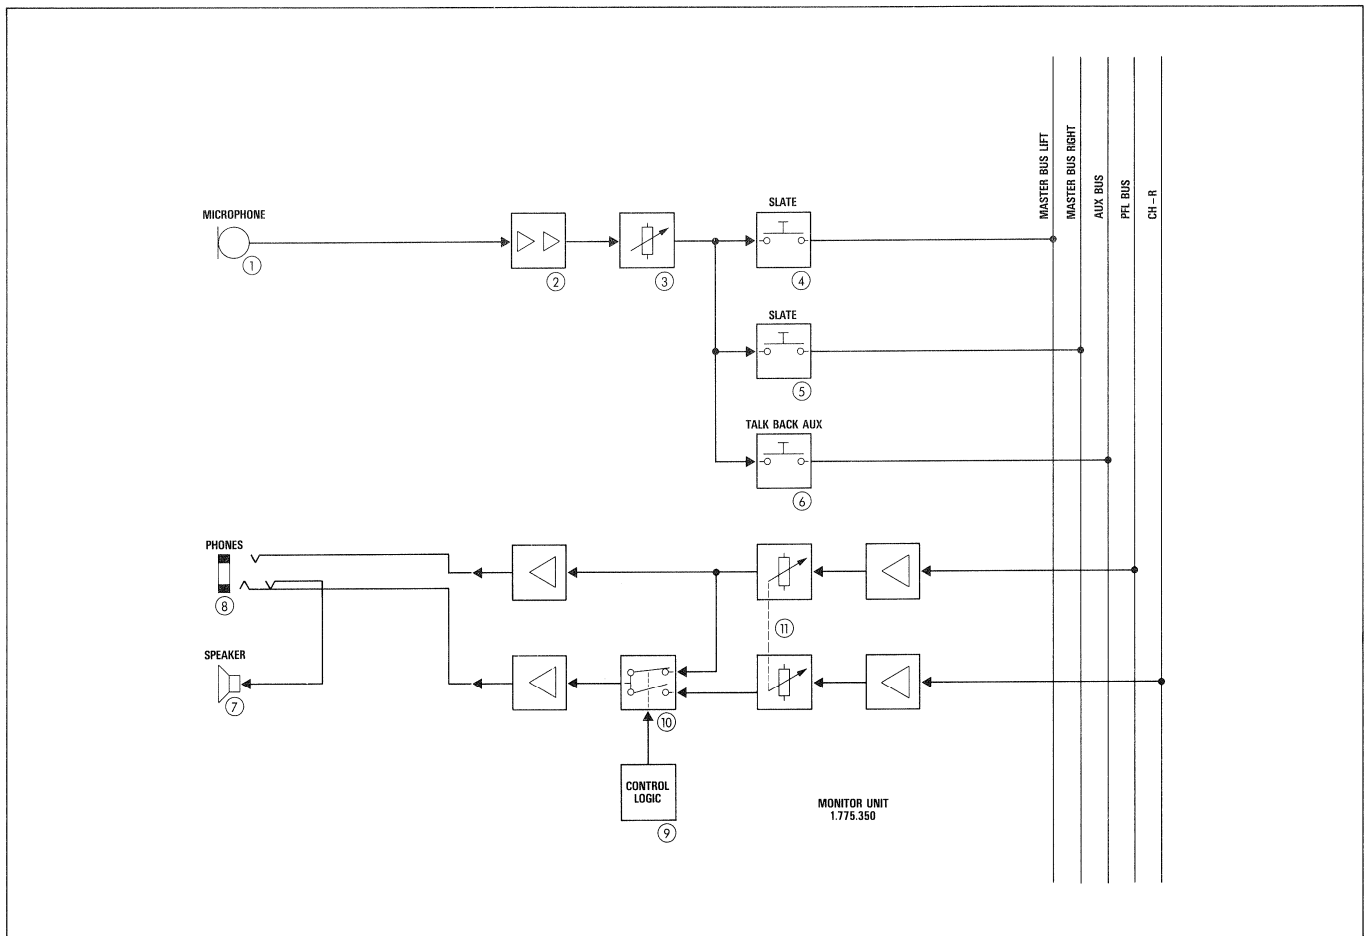 MASTER BUS LIFT
MASTER BUS RIGHT
AUX BUS
PFL BUS
CH – R
MICROPHONE
1
2
3
SLATE
4
SLATE
5
TALK BACK AUX
6
PHONES
8
11
SPEAKER
7
10
CONTROL
LOGIC
9
MONITOR UNIT
1.775.350